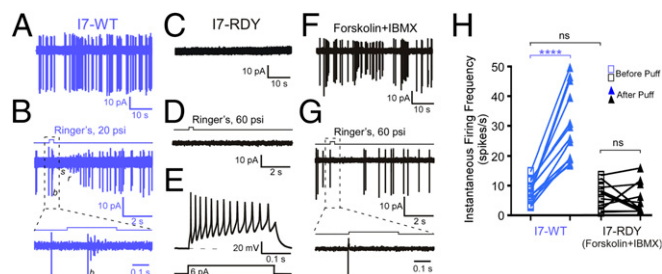 A
I7-WT
10 pA
10 s
B
Ringer's, 20 psi
b
s
r
10 pA
2 s
b
0.1 s
C
I7-RDY
10 pA
10 s
D
Ringer's, 60 psi
10 pA
2 s
E
20 mV
0.1 s
6 pA
F
Forskolin+IBMX
10 pA
10 s
G
Ringer's, 60 psi
10 pA
2 s
0.1 s
H
Instantaneous Firing Frequency
(spikes/s)
50
40
30
20
10
0
ns
****
ns
Before Puff
After Puff
I7-WT
I7-RDY
(Forskolin+IBMX)